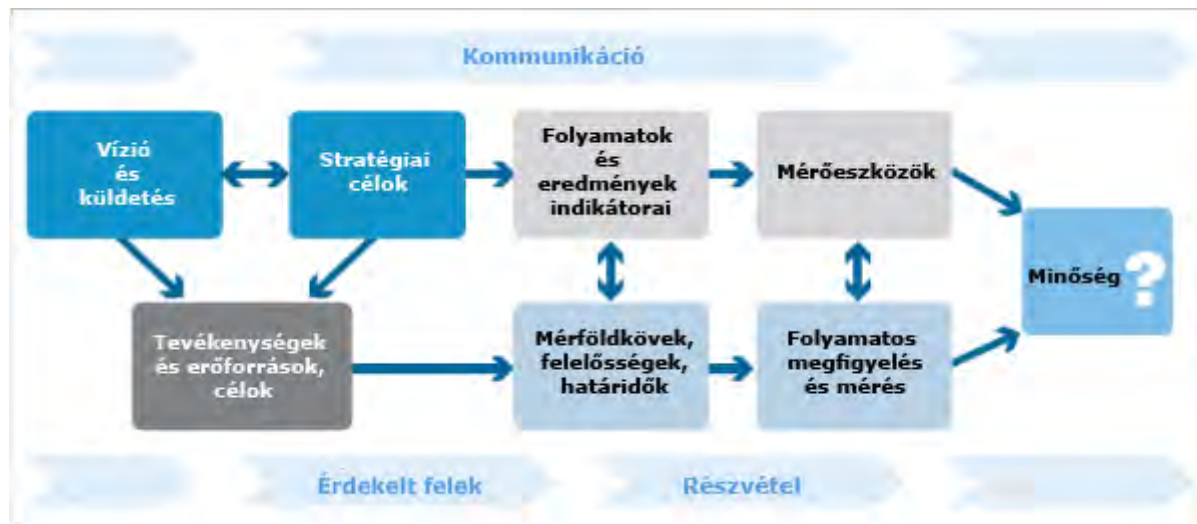 Kommunikáció
Vízió
és
küldetés
Stratégiai
célok
Folyamatok
és
eredmények
indikátorai
Mérőeszközök
Minőség ?
Tevékenységek
és erőforrások,
célok
Mérföldkövek,
felelősségek,
határidők
Folyamatos
megfigyelés
és mérés
Érdekelt felek
Részvétel